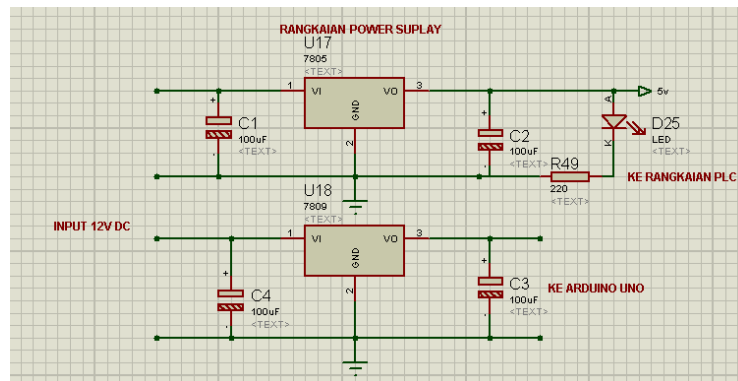 RANGKAIAN POWER SUPLAY
U17
7805
<TEXT>
1 VI VO 3
GND
2
C1
100uF
<TEXT>
C2
100uF
<TEXT>
5v
A
K
D25
LED
<TEXT>
R49
220
<TEXT>
KE RANGKAIAN PLC
INPUT 12V DC
U18
7809
<TEXT>
1 VI VO 3
GND
2
C4
100uF
<TEXT>
C3
100uF
<TEXT>
KE ARDUINO UNO